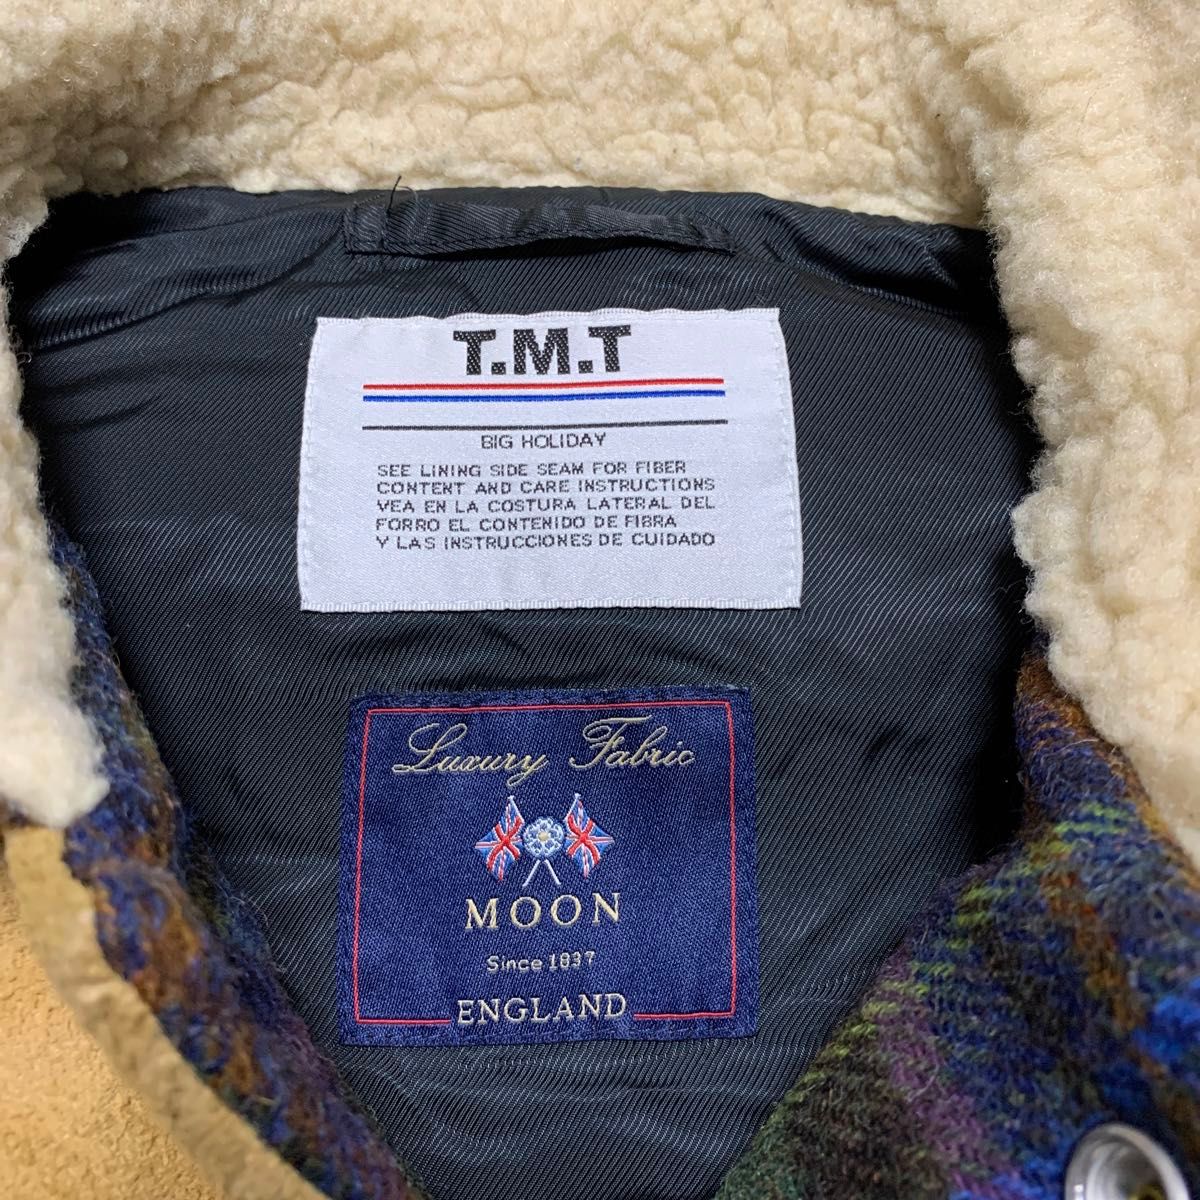 T.M.T
BIG HOLIDAY
SEE LINING SIDE SEAM FOR FIBER
CONTENT AND CARE INSTRUCTIONS
VEA EN LA COSTURA LATERAL DEL
FORRO EL CONTENIDO DE FIBRA
Y LAS INSTRUCCIONES DE CUIDADO
Luxury Fabric
MOON
Since 1837
ENGLAND